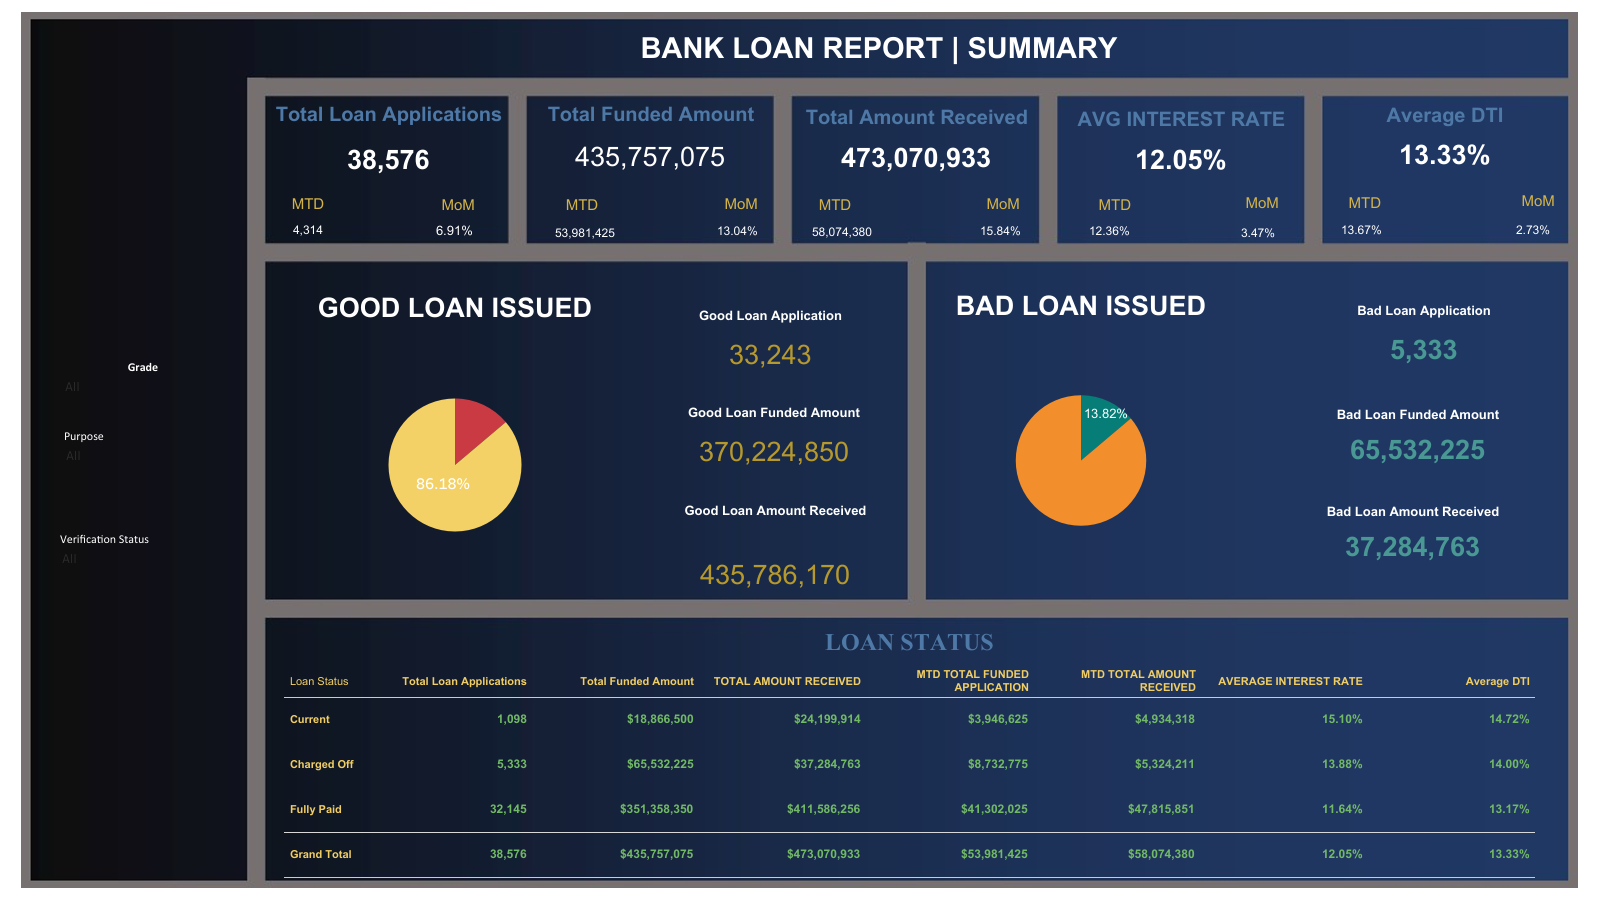 BANK LOAN REPORT | SUMMARY
Total Loan Applications
38,576
MTD MoM
4,314 6.91%
Total Funded Amount
435,757,075
MTD MoM
53,981,425 13.04%
Total Amount Received
473,070,933
MTD MoM
58,074,380 15.84%
AVG INTEREST RATE
12.05%
MTD MoM
12.36% 3.47%
Average DTI
13.33%
MTD MoM
13.67% 2.73%
Grade
All
Purpose
All
Verification Status
All
GOOD LOAN ISSUED
86.18%
Good Loan Application
33,243
Good Loan Funded Amount
370,224,850
Good Loan Amount Received
435,786,170
BAD LOAN ISSUED
13.82%
Bad Loan Application
5,333
Bad Loan Funded Amount
65,532,225
Bad Loan Amount Received
37,284,763
LOAN STATUS
Loan Status Total Loan Applications Total Funded Amount TOTAL AMOUNT RECEIVED MTD TOTAL FUNDED APPLICATION MTD TOTAL AMOUNT RECEIVED AVERAGE INTEREST RATE Average DTI
Current 1,098 $18,866,500 $24,199,914 $3,946,625 $4,934,318 15.10% 14.72%
Charged Off 5,333 $65,532,225 $37,284,763 $8,732,775 $5,324,211 13.88% 14.00%
Fully Paid 32,145 $351,358,350 $411,586,256 $41,302,025 $47,815,851 11.64% 13.17%
Grand Total 38,576 $435,757,075 $473,070,933 $53,981,425 $58,074,380 12.05% 13.33%